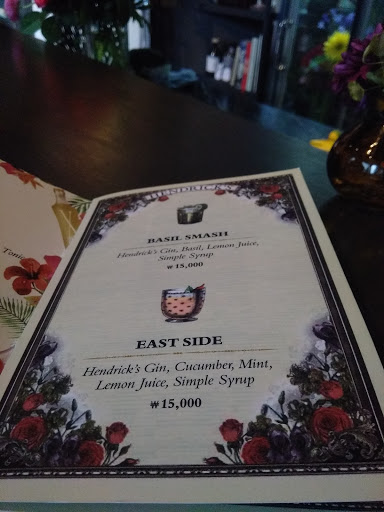 HENDRICK'S
BASIL SMASH
Hendrick's Gin, Basil, Lemon Juice,
Simple Syrup
₩15,000
EAST SIDE
Hendrick's Gin, Cucumber, Mint,
Lemon Juice, Simple Syrup
₩15,000